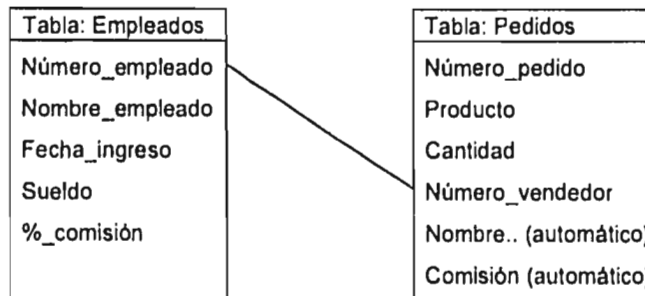 Tabla: Empleados
Número_empleado
Nombre_empleado
Fecha_ingreso
Sueldo
%_comisión
Tabla: Pedidos
Número_pedido
Producto
Cantidad
Número_vendedor
Nombre.. (automático)
Comisión (automático)